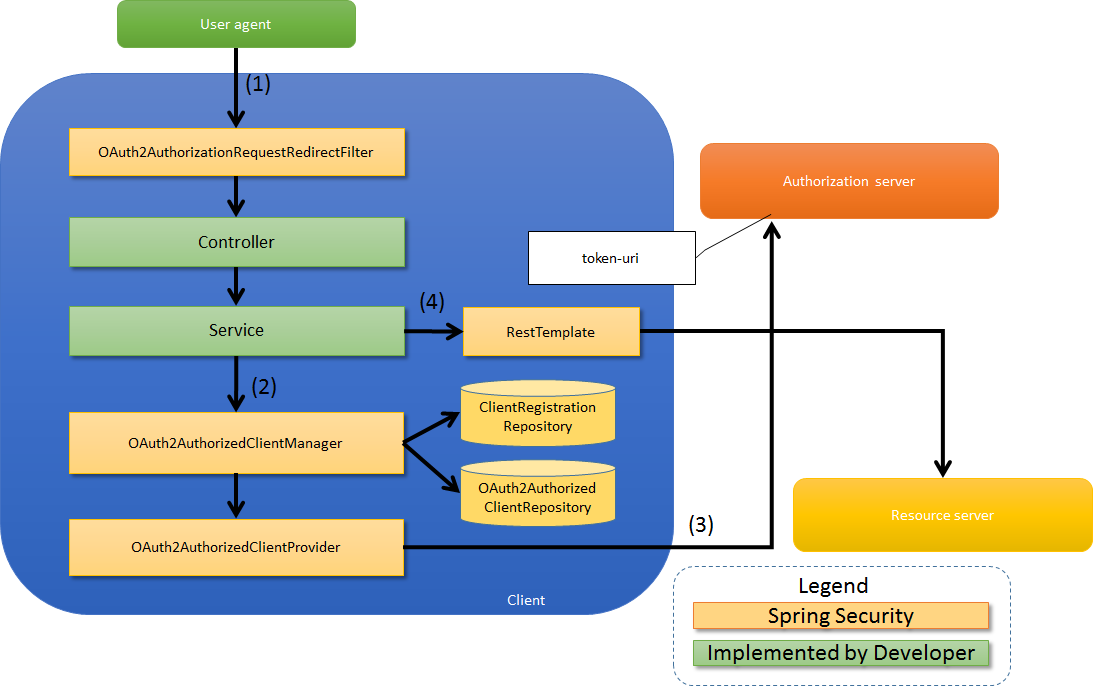 User agent
(1)
OAuth2AuthorizationRequestRedirectFilter
Authorization server
Controller
token-uri
(4)
Service
RestTemplate
(2)
ClientRegistration
Repository
OAuth2AuthorizedClientManager
OAuth2Authorized
ClientRepository
Resource server
(3)
OAuth2AuthorizedClientProvider
Client
Legend
Spring Security
Implemented by Developer